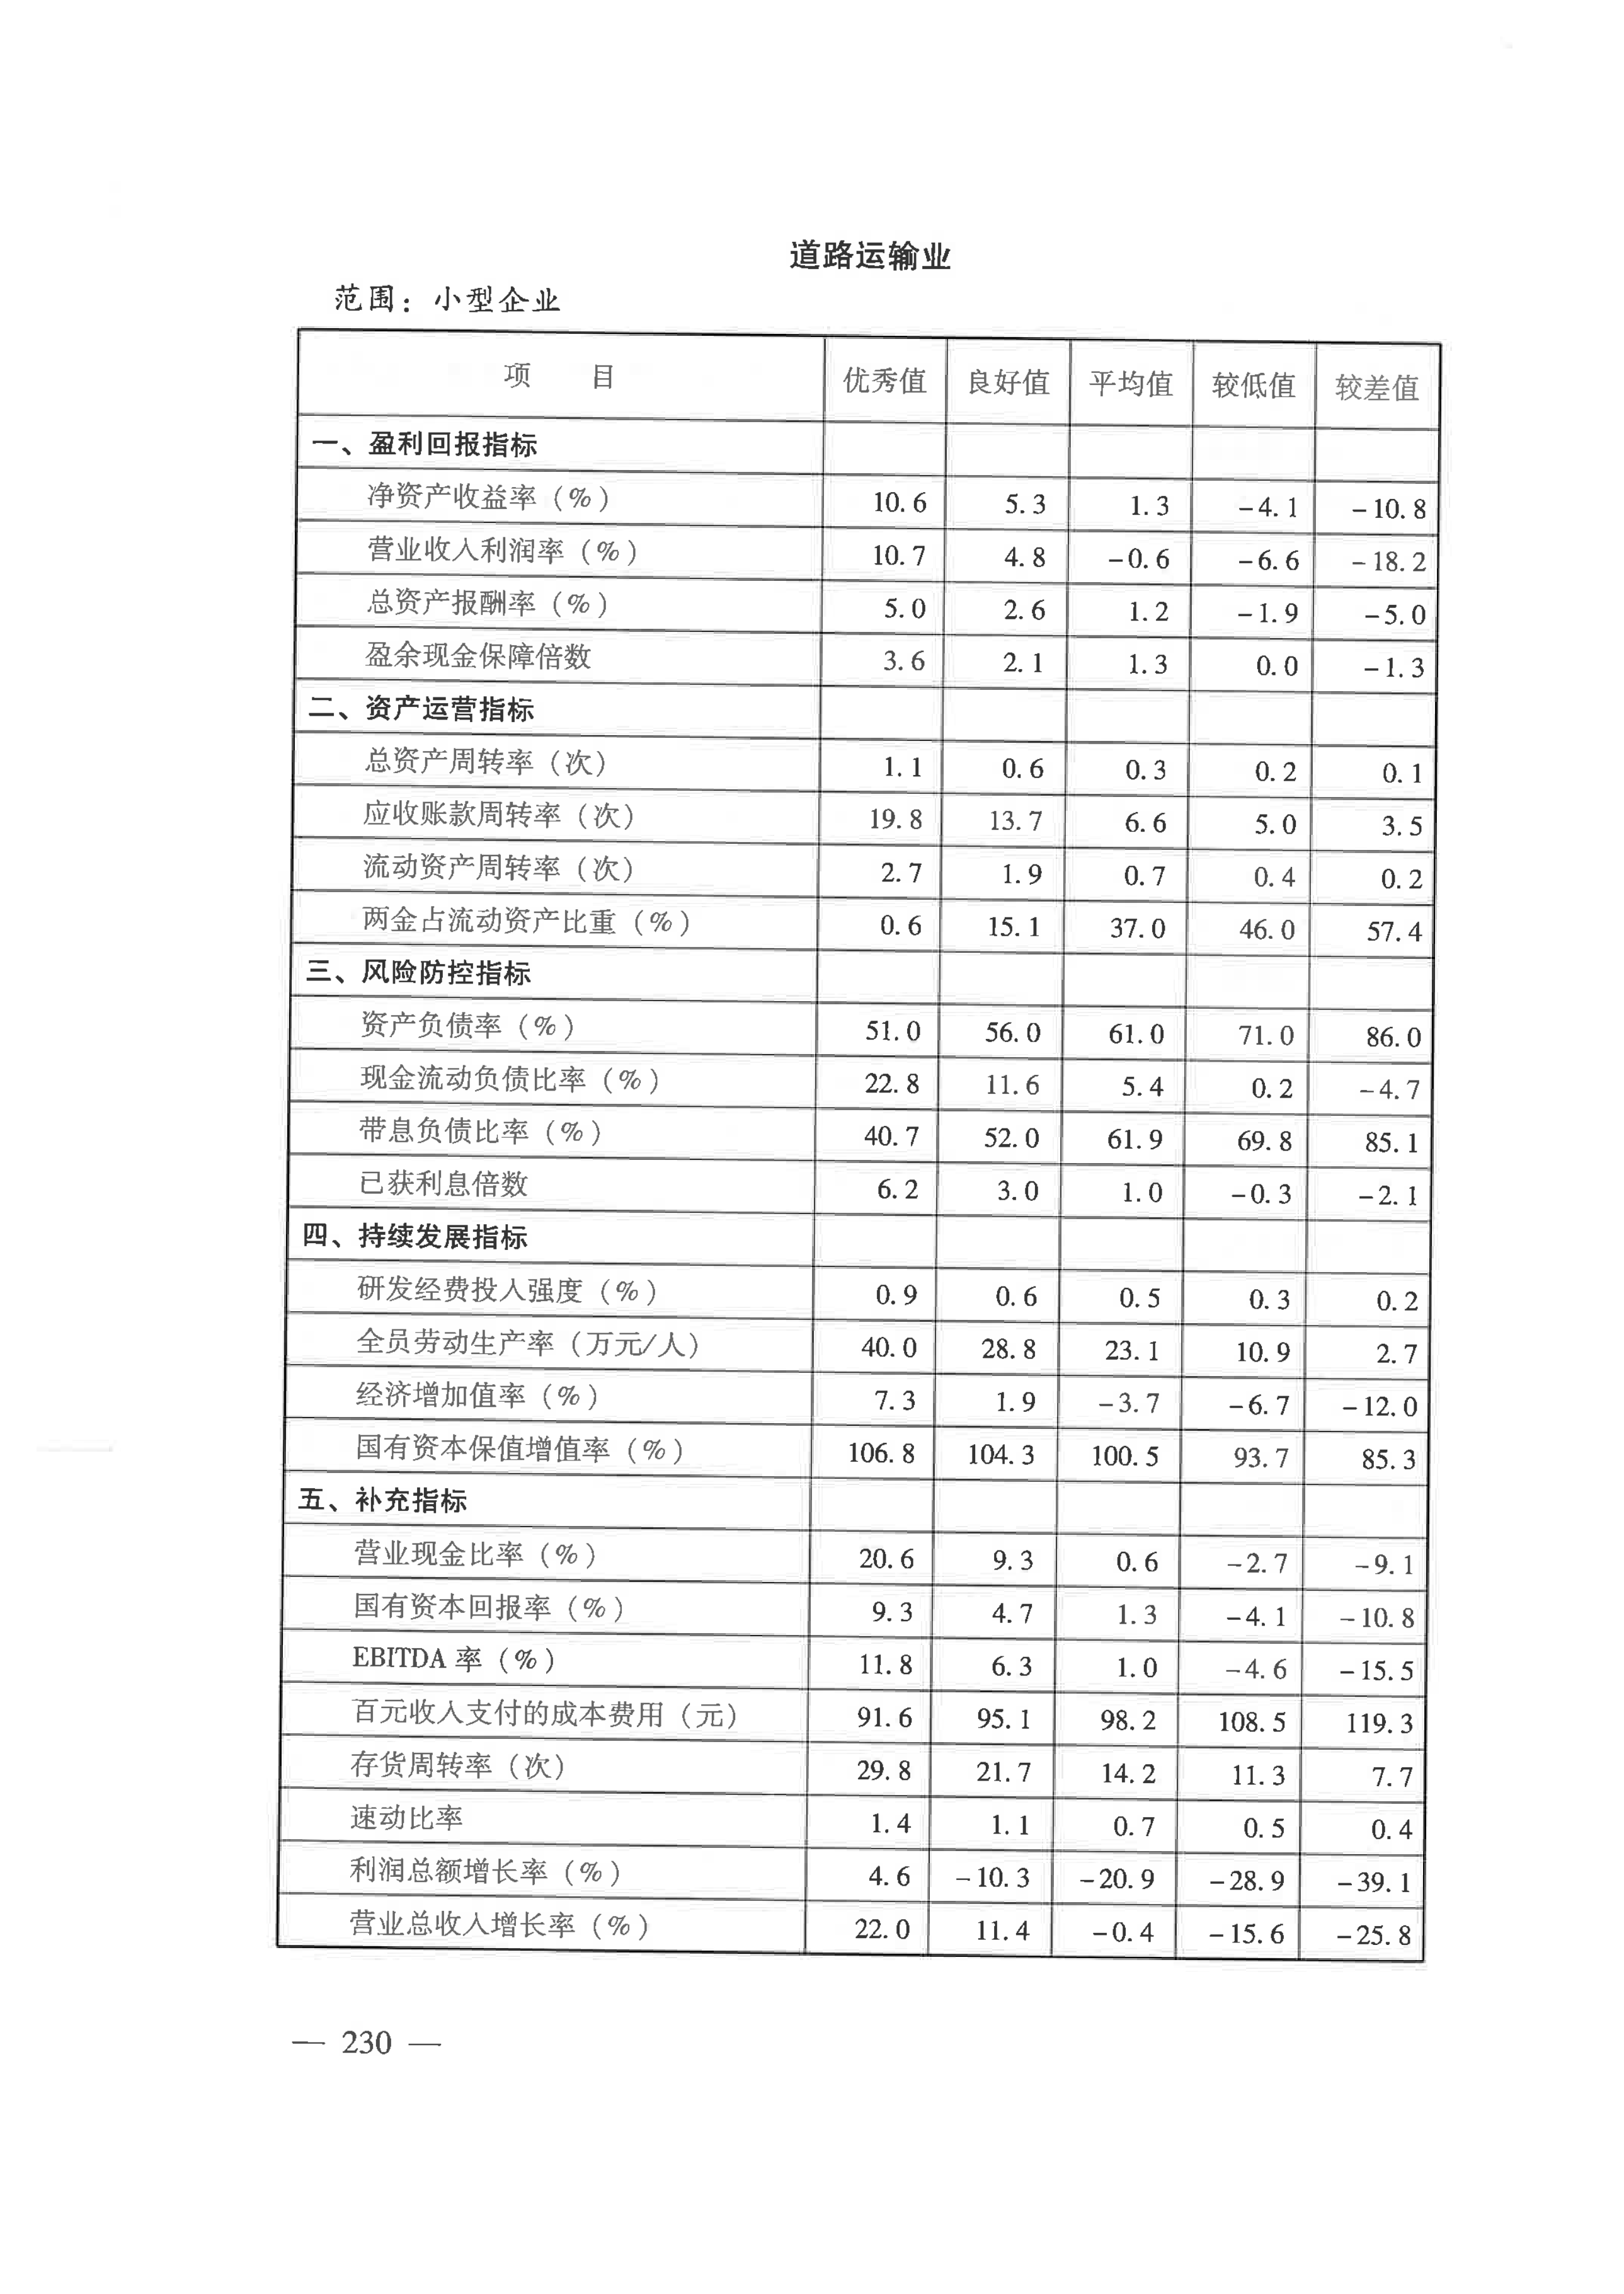 道路运输业
范围：小型企业
项 目 优秀值 良好值 平均值 较低值 较差值
一、盈利回报指标
净资产收益率（%） 10.6 5.3 1.3 -4.1 -10.8
营业收入利润率（%） 10.7 4.8 -0.6 -6.6 -18.2
总资产报酬率（%） 5.0 2.6 1.2 -1.9 -5.0
盈余现金保障倍数 3.6 2.1 1.3 0.0 -1.3
二、资产运营指标
总资产周转率（次） 1.1 0.6 0.3 0.2 0.1
应收账款周转率（次） 19.8 13.7 6.6 5.0 3.5
流动资产周转率（次） 2.7 1.9 0.7 0.4 0.2
两金占流动资产比重（%） 0.6 15.1 37.0 46.0 57.4
三、风险防控指标
资产负债率（%） 51.0 56.0 61.0 71.0 86.0
现金流动负债比率（%） 22.8 11.6 5.4 0.2 -4.7
带息负债比率（%） 40.7 52.0 61.9 69.8 85.1
已获利息倍数 6.2 3.0 1.0 -0.3 -2.1
四、持续发展指标
研发经费投入强度（%） 0.9 0.6 0.5 0.3 0.2
全员劳动生产率（万元/人） 40.0 28.8 23.1 10.9 2.7
经济增加值率（%） 7.3 1.9 -3.7 -6.7 -12.0
国有资本保值增值率（%） 106.8 104.3 100.5 93.7 85.3
五、补充指标
营业现金比率（%） 20.6 9.3 0.6 -2.7 -9.1
国有资本回报率（%） 9.3 4.7 1.3 -4.1 -10.8
EBITDA 率（%） 11.8 6.3 1.0 -4.6 -15.5
百元收入支付的成本费用（元） 91.6 95.1 98.2 108.5 119.3
存货周转率（次） 29.8 21.7 14.2 11.3 7.7
速动比率 1.4 1.1 0.7 0.5 0.4
利润总额增长率（%） 4.6 -10.3 -20.9 -28.9 -39.1
营业总收入增长率（%） 22.0 11.4 -0.4 -15.6 -25.8
— 230 —